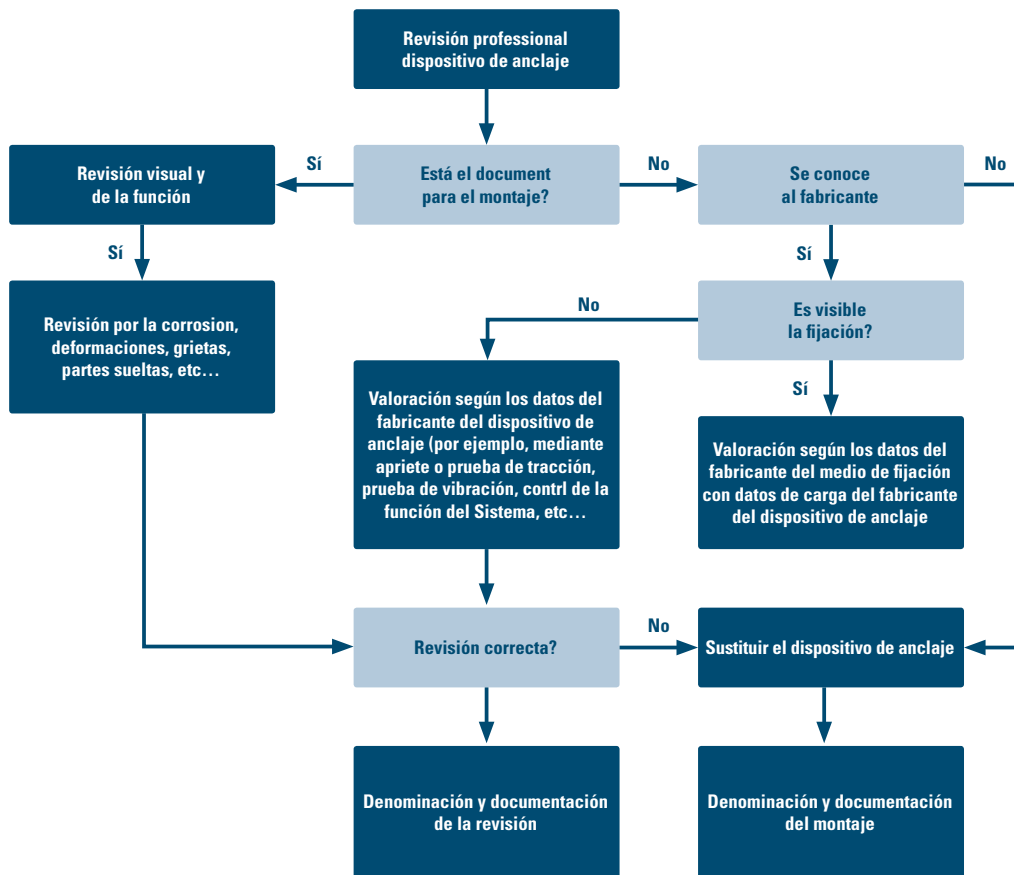 Revisión professional
dispositivo de anclaje
Revisión visual y
de la función
Sí
Está el document
para el montaje?
No
Se conoce
al fabricante
No
Sí
Sí
Revisión por la corrosion,
deformaciones, grietas,
partes sueltas, etc…
No
Es visible
la fijación?
Sí
Valoración según los datos del
fabricante del dispositivo de
anclaje (por ejemplo, mediante
apriete o prueba de tracción,
prueba de vibración, contrl de la
función del Sistema, etc…
Valoración según los datos del
fabricante del medio de fijación
con datos de carga del fabricante
del dispositivo de anclaje
Revisión correcta?
No
Sustituir el dispositivo de anclaje
Denominación y documentación
de la revisión
Denominación y documentación
del montaje